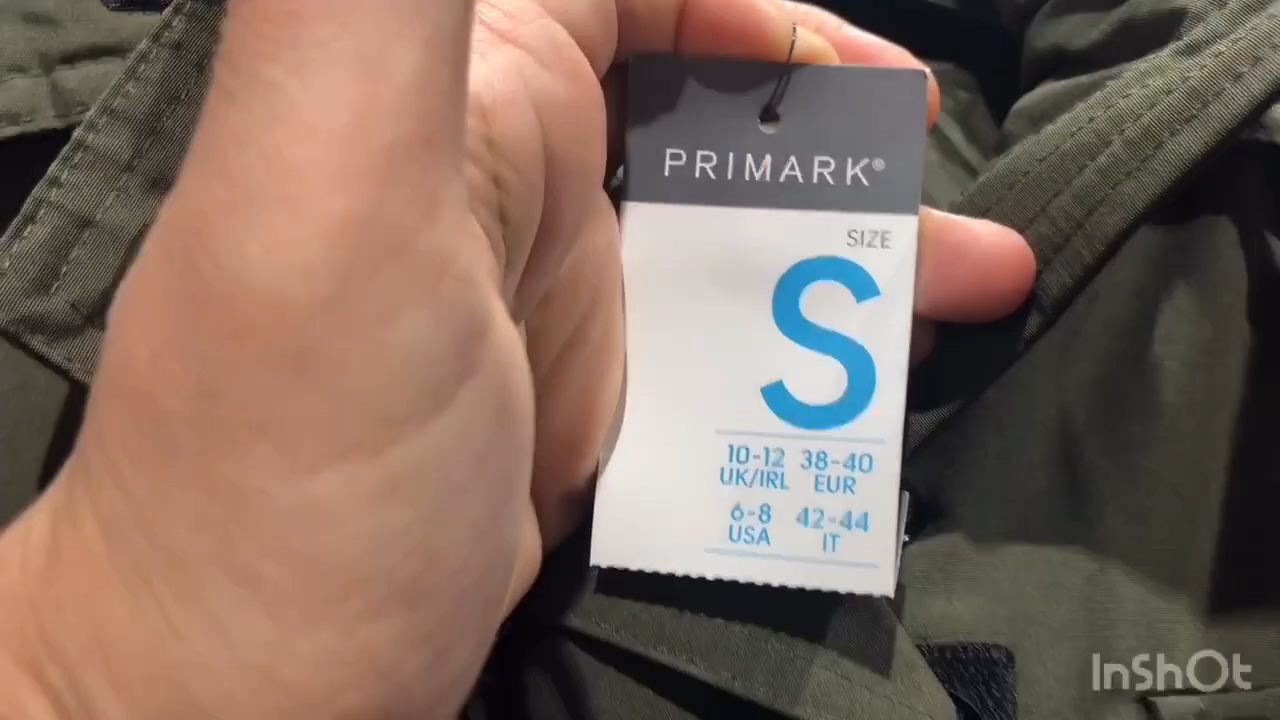 PRIMARK®
SIZE
S
10-12 38-40
UK/IRL EUR
6-8 42-44
USA IT
InShOt